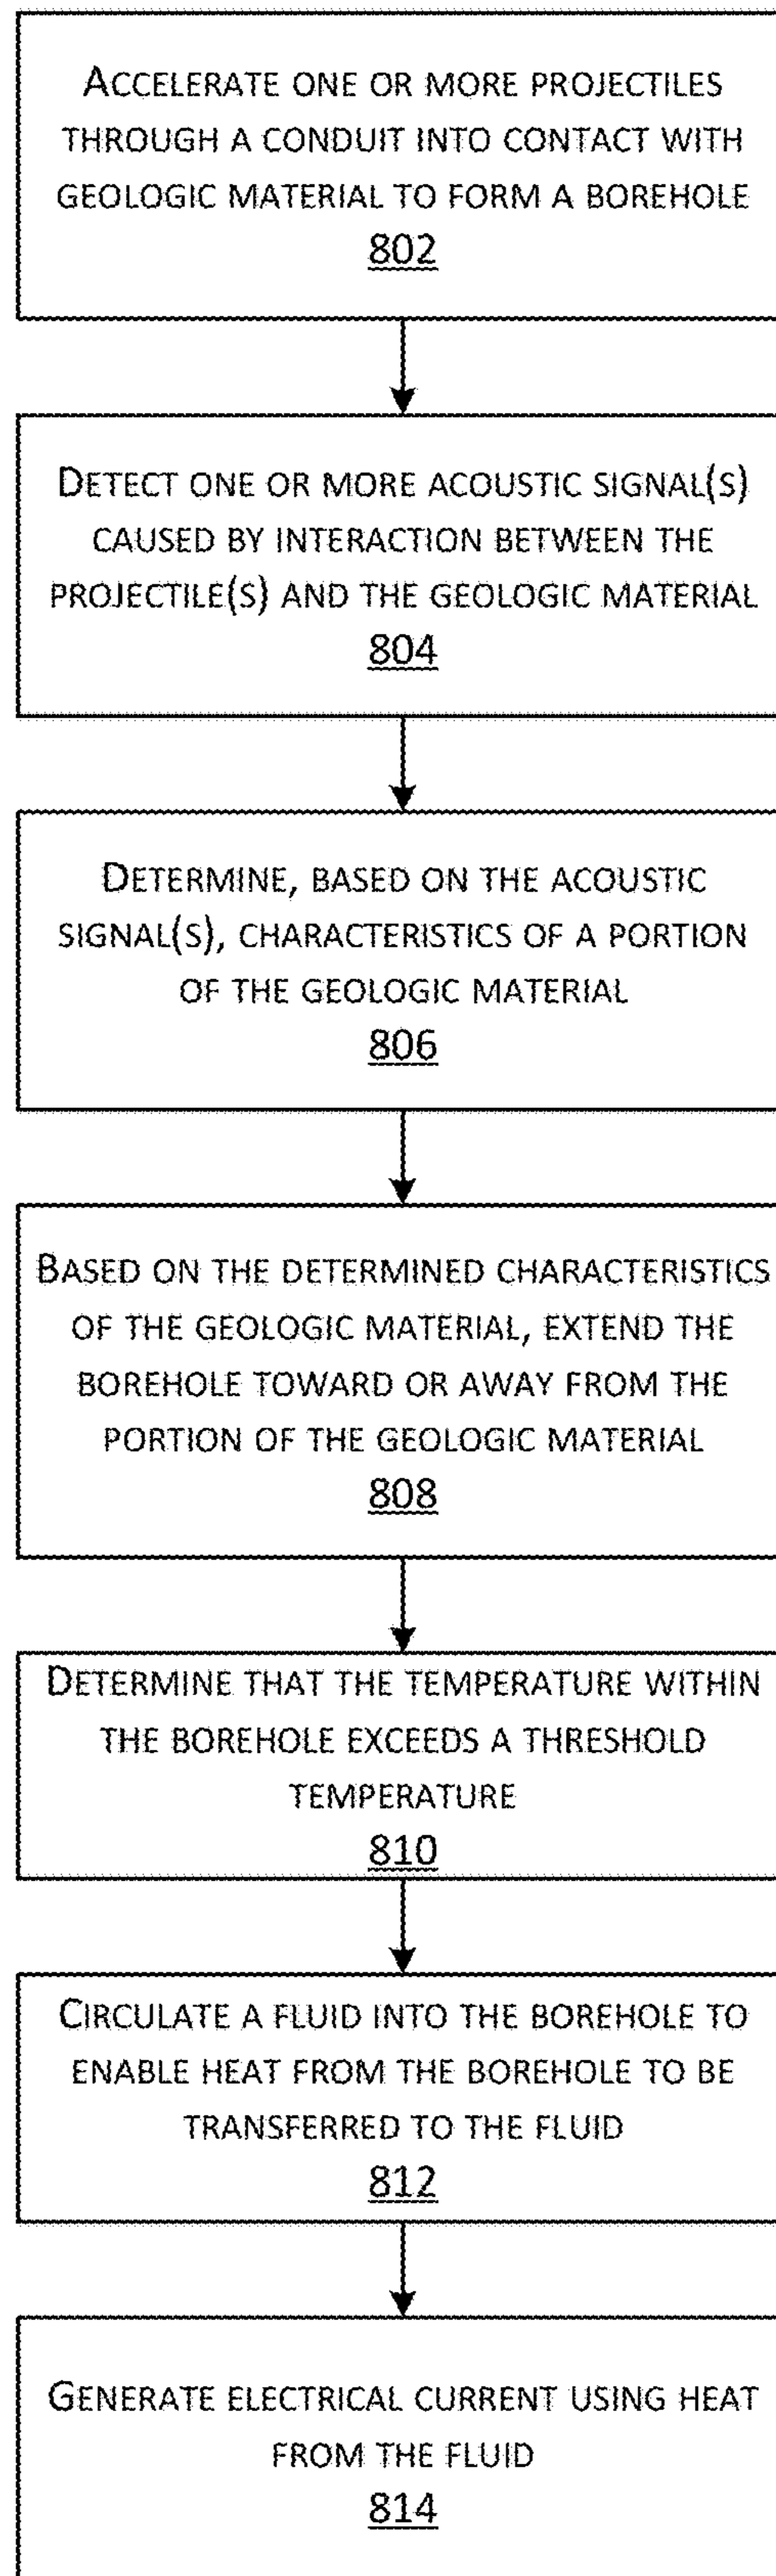 ACCELERATE ONE OR MORE PROJECTILES
THROUGH A CONDUIT INTO CONTACT WITH
GEOLOGIC MATERIAL TO FORM A BOREHOLE
802
DETECT ONE OR MORE ACOUSTIC SIGNAL(S)
CAUSED BY INTERACTION BETWEEN THE
PROJECTILE(S) AND THE GEOLOGIC MATERIAL
804
DETERMINE, BASED ON THE ACOUSTIC
SIGNAL(S), CHARACTERISTICS OF A PORTION
OF THE GEOLOGIC MATERIAL
806
BASED ON THE DETERMINED CHARACTERISTICS
OF THE GEOLOGIC MATERIAL, EXTEND THE
BOREHOLE TOWARD OR AWAY FROM THE
PORTION OF THE GEOLOGIC MATERIAL
808
DETERMINE THAT THE TEMPERATURE WITHIN
THE BOREHOLE EXCEEDS A THRESHOLD
TEMPERATURE
810
CIRCULATE A FLUID INTO THE BOREHOLE TO
ENABLE HEAT FROM THE BOREHOLE TO BE
TRANSFERRED TO THE FLUID
812
GENERATE ELECTRICAL CURRENT USING HEAT
FROM THE FLUID
814